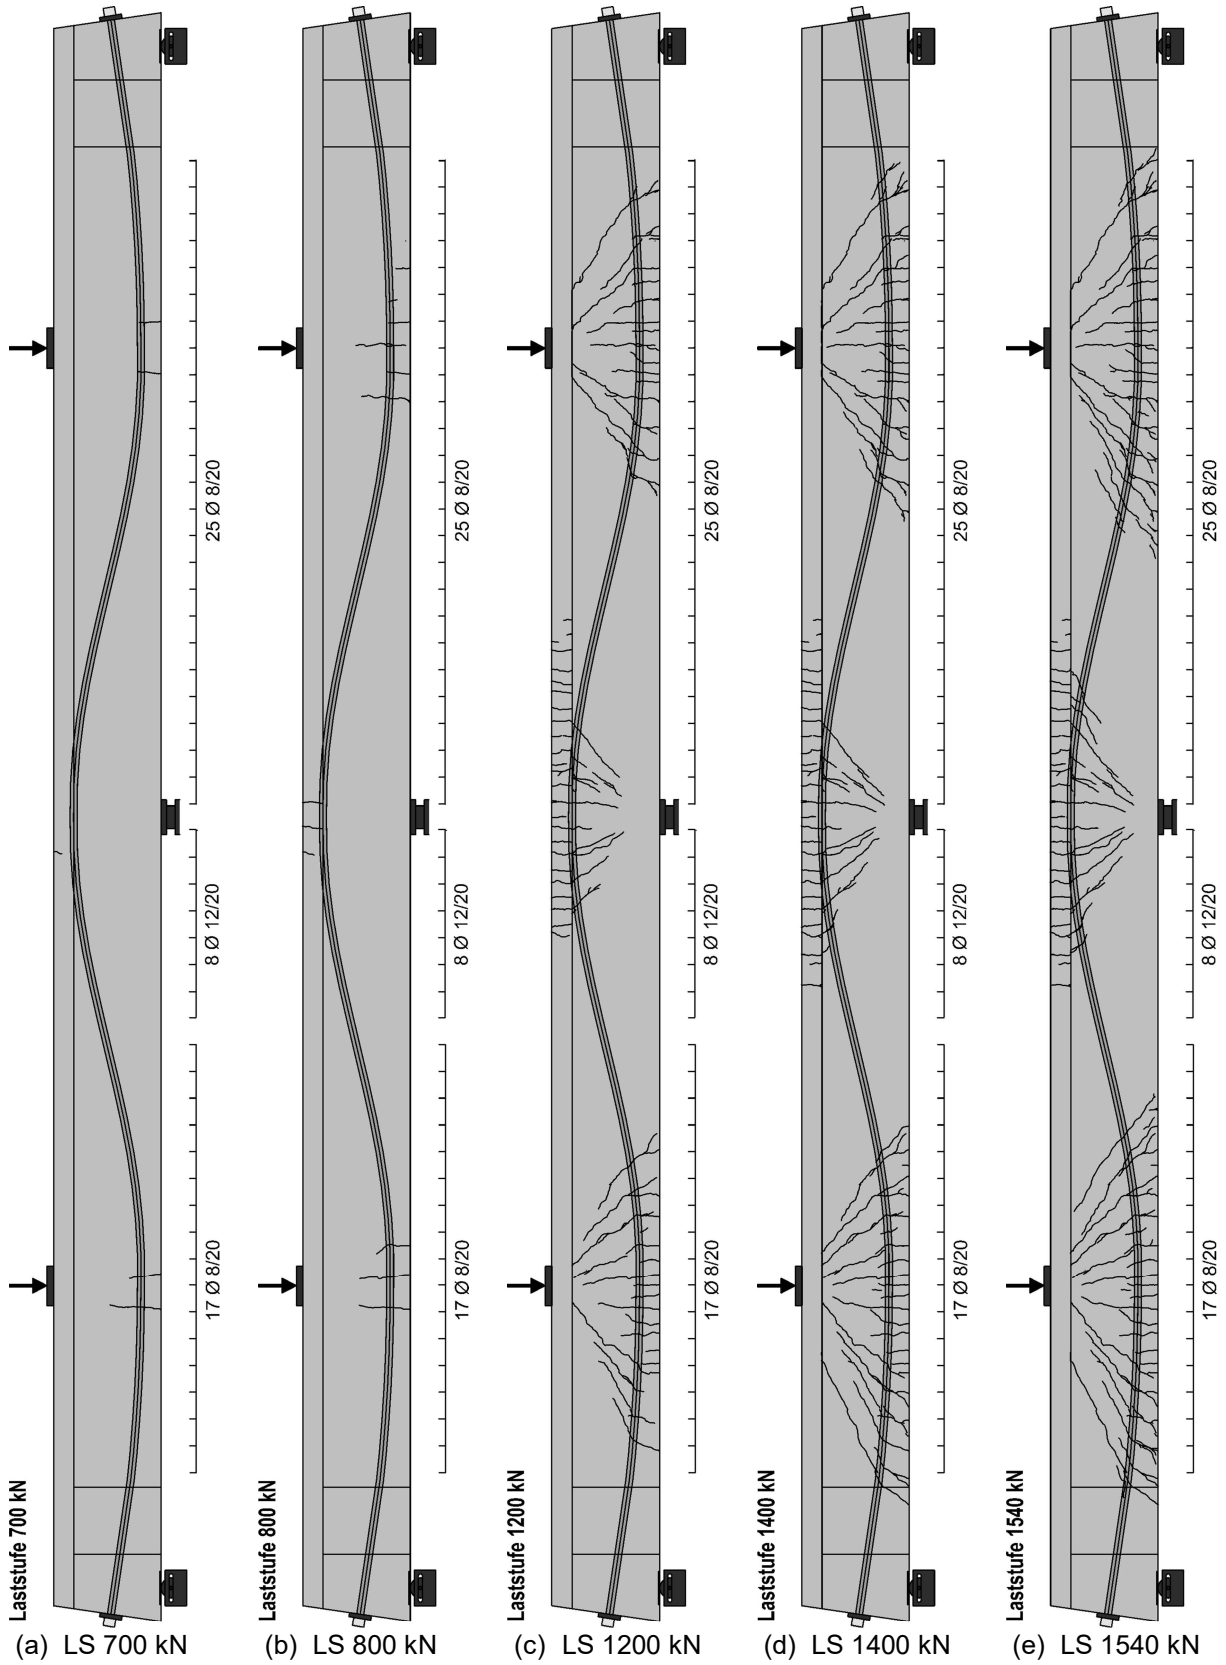 Laststufe 700 kN
17 Ø 8/20
8 Ø 12/20
25 Ø 8/20
Laststufe 800 kN
17 Ø 8/20
8 Ø 12/20
25 Ø 8/20
Laststufe 1200 kN
17 Ø 8/20
8 Ø 12/20
25 Ø 8/20
Laststufe 1400 kN
17 Ø 8/20
8 Ø 12/20
25 Ø 8/20
Laststufe 1540 kN
17 Ø 8/20
8 Ø 12/20
25 Ø 8/20
(a) LS 700 kN
(b) LS 800 kN
(c) LS 1200 kN
(d) LS 1400 kN
(e) LS 1540 kN